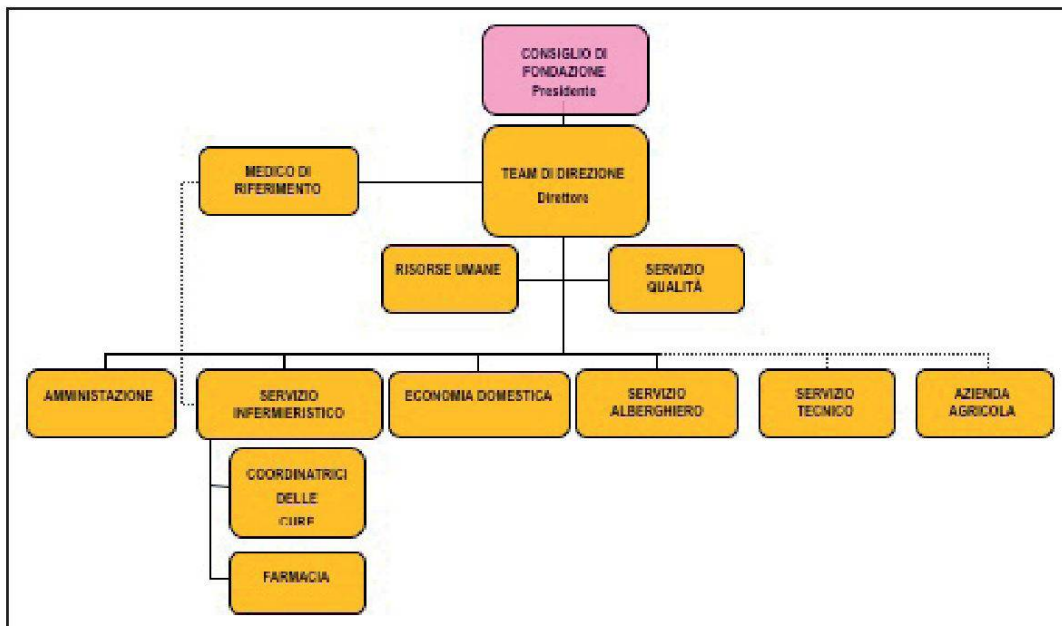 CONSIGLIO DI
FONDAZIONE
Presidente
MEDICO DI
RIFERIMENTO
TEAM DI DIREZIONE
Direttore
RISORSE UMANE
SERVIZIO
QUALITÀ
AMMINISTAZIONE
SERVIZIO
INFERMIERISTICO
ECONOMIA DOMESTICA
SERVIZIO
ALBERGHIERO
SERVIZIO
TECNICO
AZIENDA
AGRICOLA
COORDINATRICI
DELLE
CURE
FARMACIA